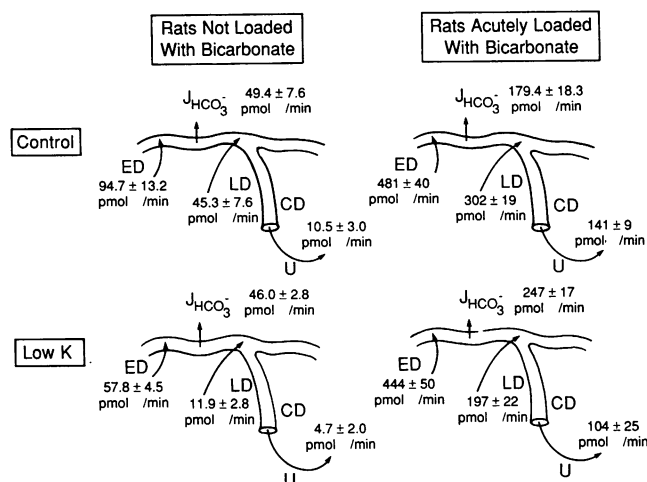 Rats Not Loaded
With Bicarbonate
Rats Acutely Loaded
With Bicarbonate
Control
J HCO3- 49.4 ± 7.6
pmol /min
ED
94.7 ± 13.2
pmol /min
LD
45.3 ± 7.6
pmol /min
CD
10.5 ± 3.0
pmol /min
U
J HCO3- 179.4 ± 18.3
pmol /min
ED
481 ± 40
pmol /min
LD
302 ± 19
pmol /min
CD
141 ± 9
pmol /min
U
Low K
J HCO3- 46.0 ± 2.8
pmol /min
ED
57.8 ± 4.5
pmol /min
LD
11.9 ± 2.8
pmol /min
CD
4.7 ± 2.0
pmol /min
U
J HCO3- 247 ± 17
pmol /min
ED
444 ± 50
pmol /min
LD
197 ± 22
pmol /min
CD
104 ± 25
pmol /min
U